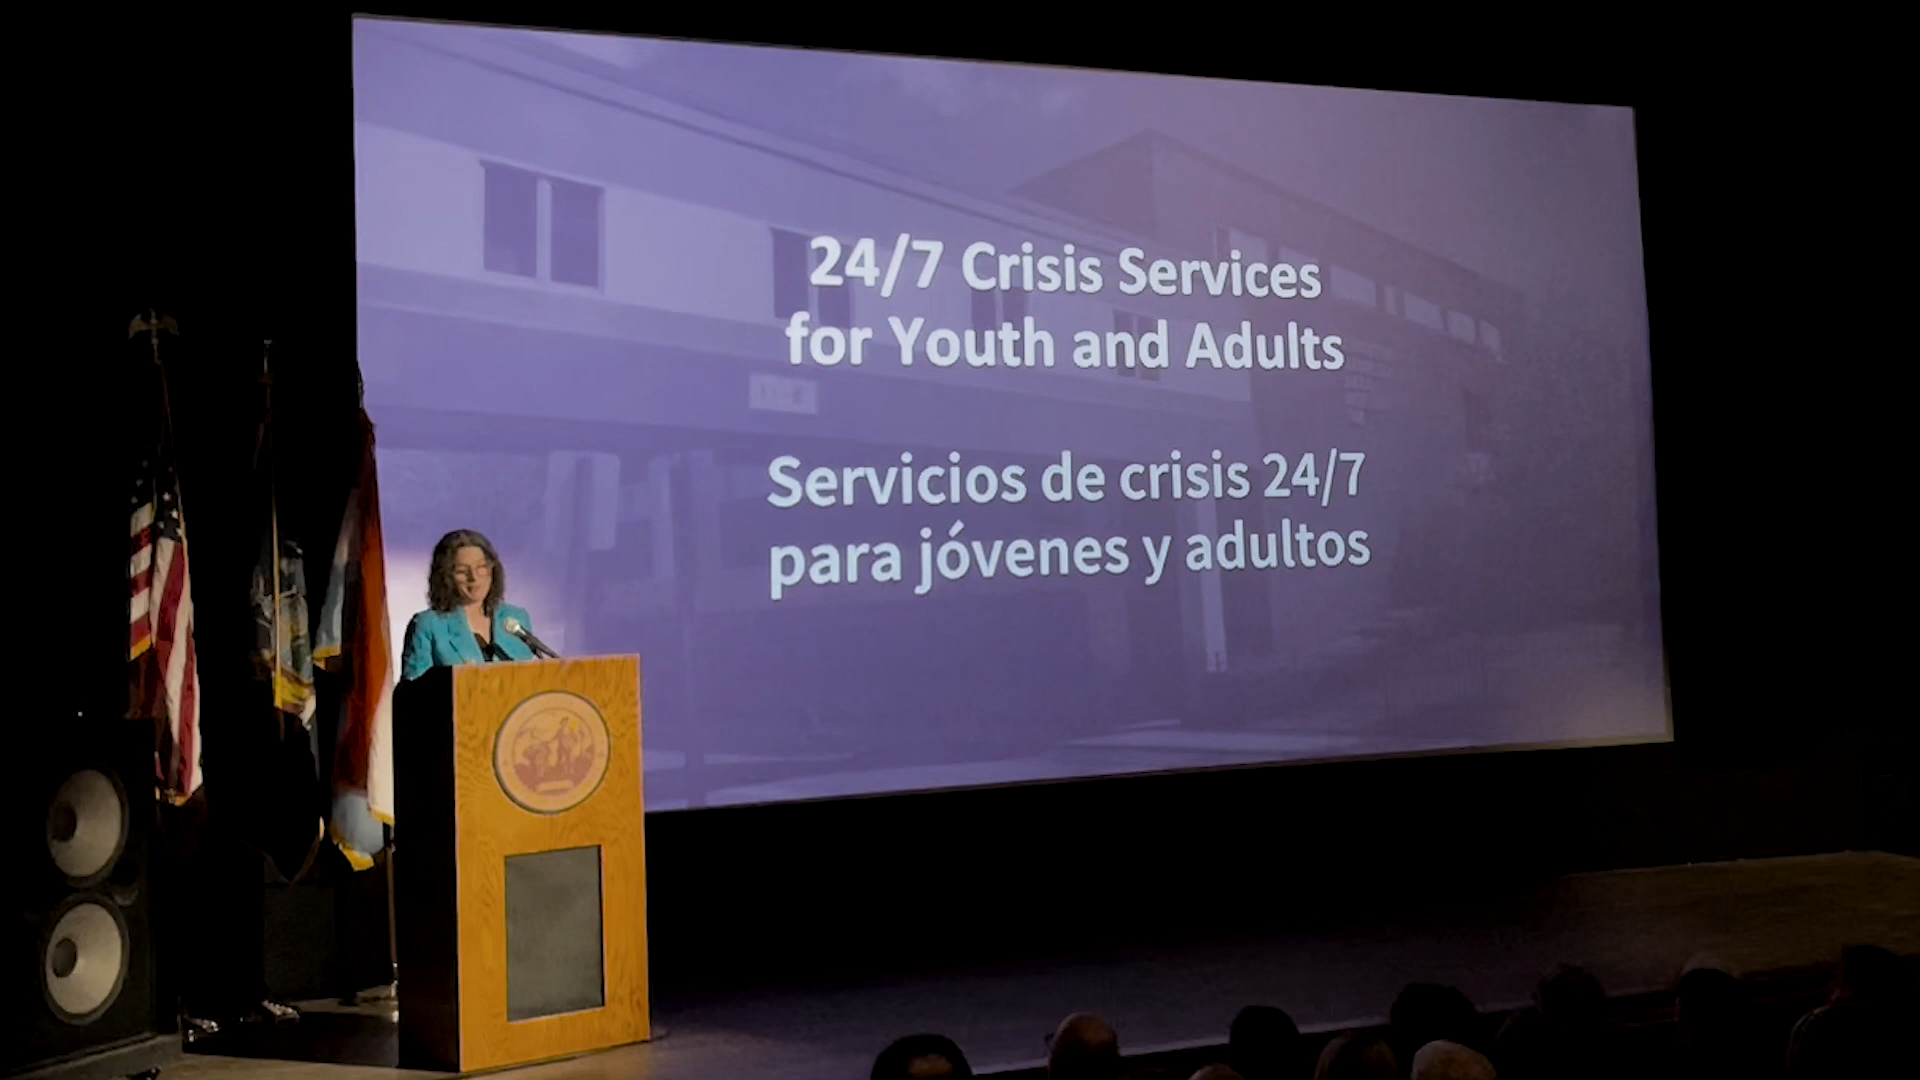 24/7 Crisis Services
for Youth and Adults
Servicios de crisis 24/7
para jóvenes y adultos